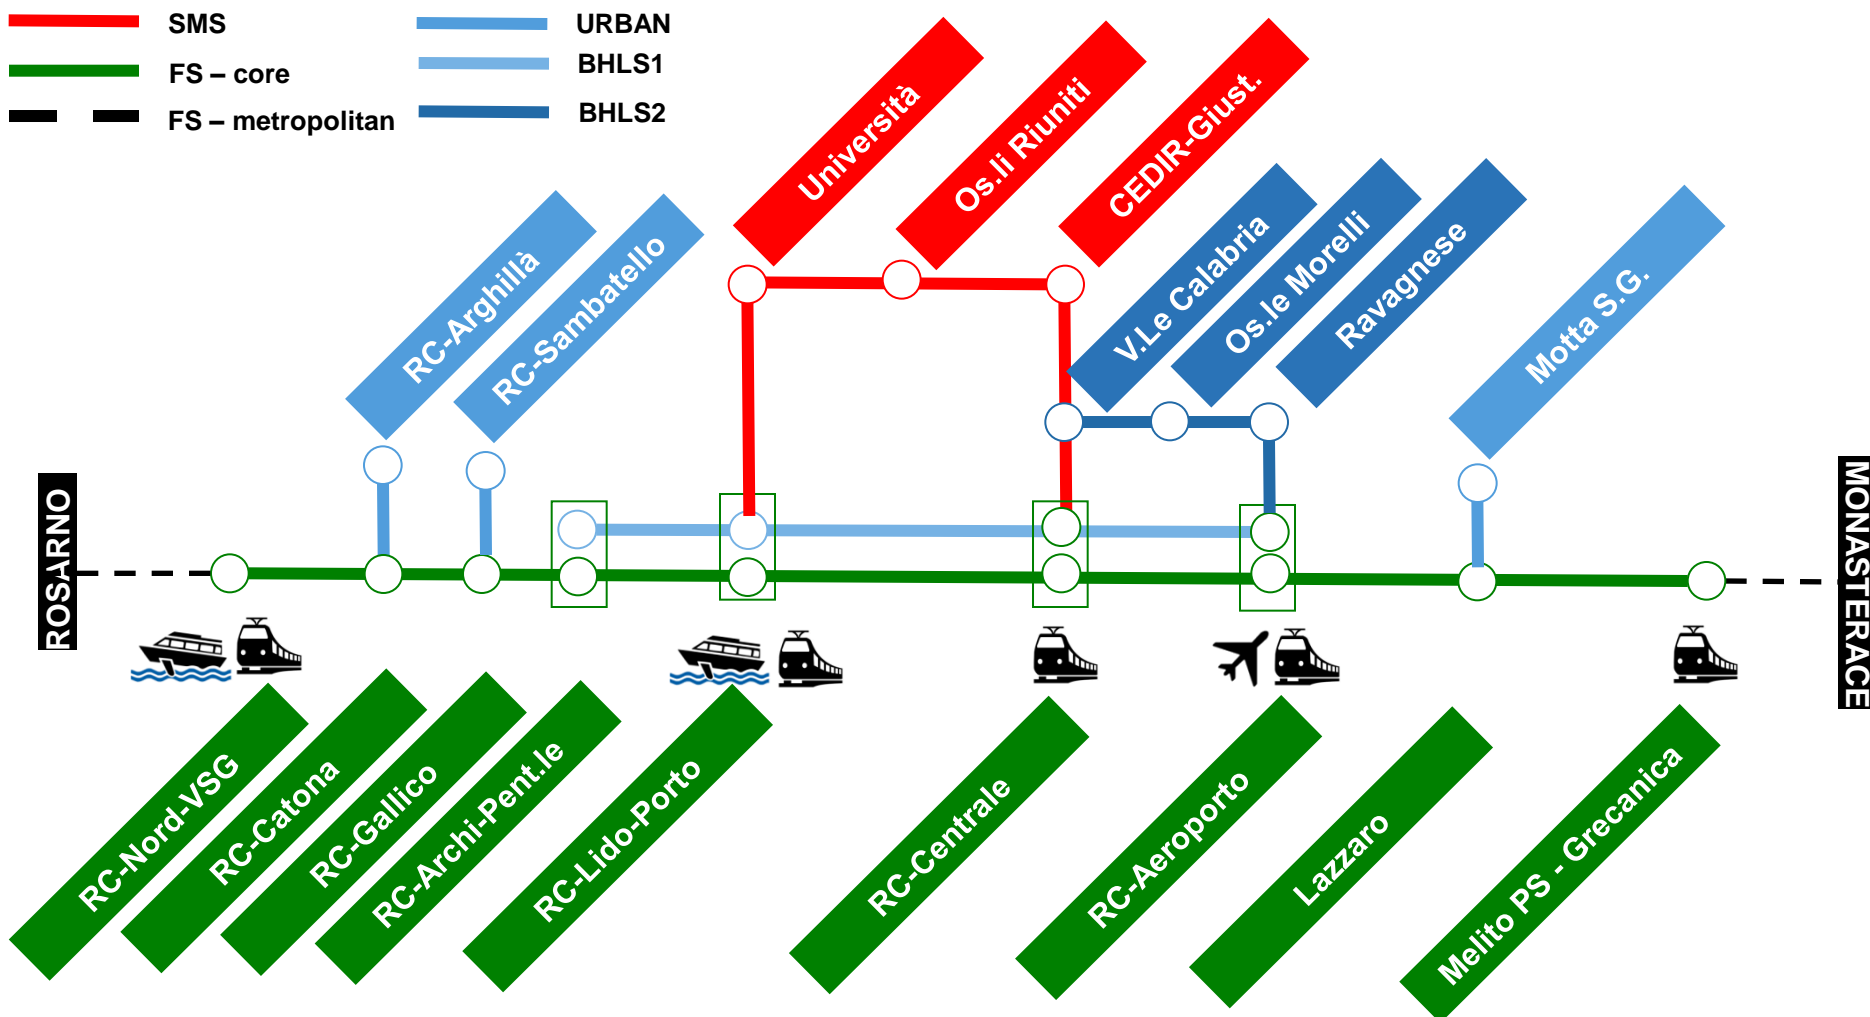 SMS
FS – core
FS – metropolitan
URBAN
BHLS1
BHLS2
Università
Os.li Riuniti
CEDIR-Giust.
RC-Arghillà
RC-Sambatello
V.Le Calabria
Os.le Morelli
Ravagnese
Motta S.G.
ROSARNO
MONASTERACE
RC-Nord-VSG
RC-Catona
RC-Gallico
RC-Archi-Pent.le
RC-Lido-Porto
RC-Centrale
RC-Aeroporto
Lazzaro
Melito PS - Grecanica